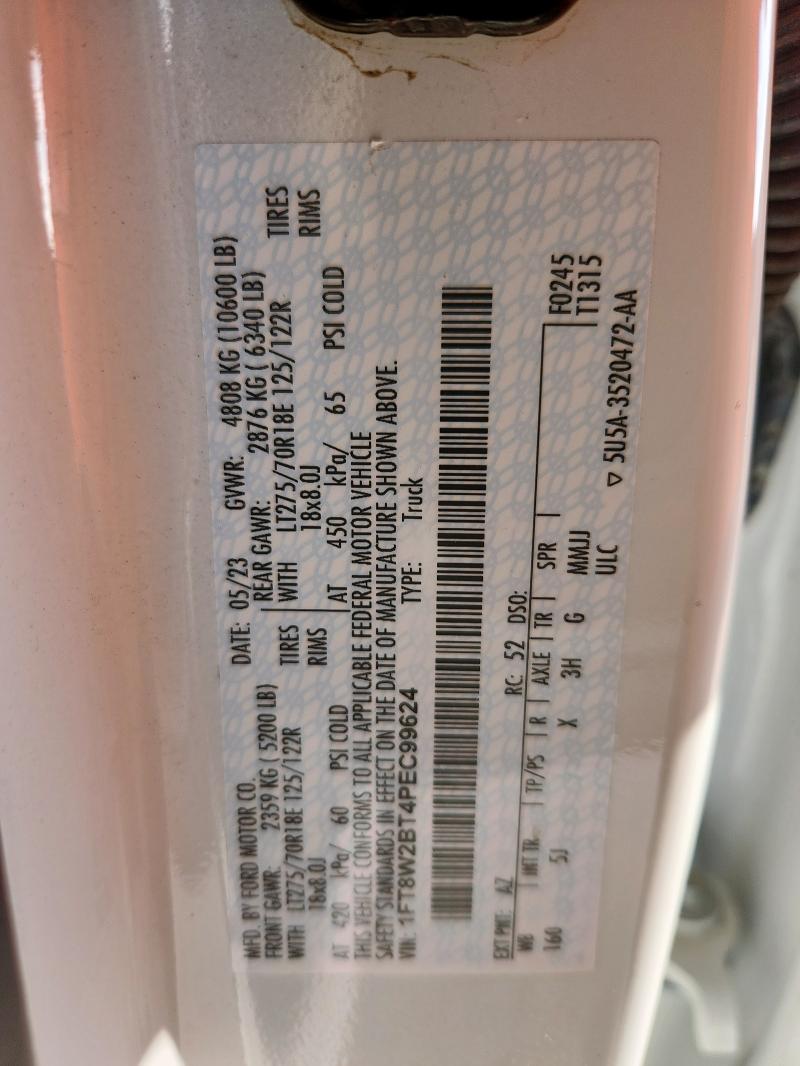 MFD. BY FORD MOTOR CO.
DATE: 05/23 GVWR: 4808 KG (10600 LB)
FRONT GAWR: 2359 KG ( 5200 LB) REAR GAWR: 2876 KG ( 6340 LB)
WITH LT275/70R18E 125/122R TIRES WITH LT275/70R18E 125/122R TIRES
18x8.0J RIMS 18x8.0J RIMS
AT 420 kPa/ 60 PSI COLD AT 450 kPa/ 65 PSI COLD
THIS VEHICLE CONFORMS TO ALL APPLICABLE FEDERAL MOTOR VEHICLE
SAFETY STANDARDS IN EFFECT ON THE DATE OF MANUFACTURE SHOWN ABOVE.
VIN: 1FT8W2BT4PEC99624 TYPE: Truck
EXT PNT: AZ RC: 52 DSO:
WB INT TR TP/PS R AXLE TR SPR F0245
160 5J X 3H G MMJJ T1315
ULC
▽ 5U5A-3520472-AA